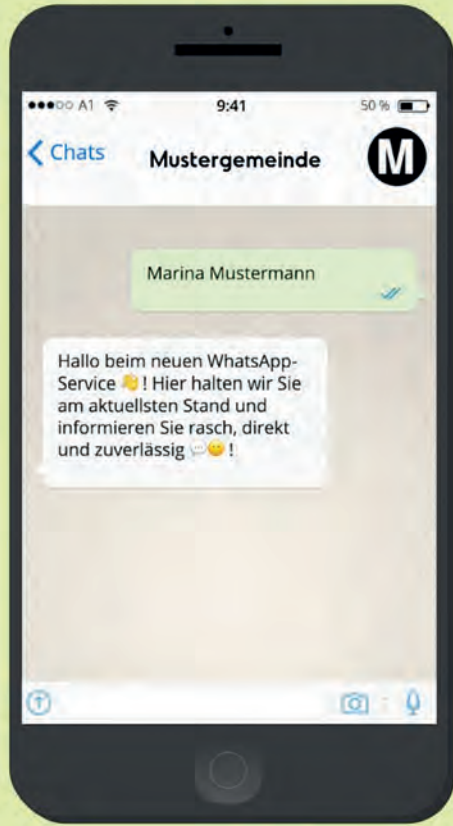 A1 9:41 50 %
Chats Mustergemeinde M
Marina Mustermann
Hallo beim neuen WhatsApp-
Service 👋! Hier halten wir Sie
am aktuellsten Stand und
informieren Sie rasch, direkt
und zuverlässig 💬😊!